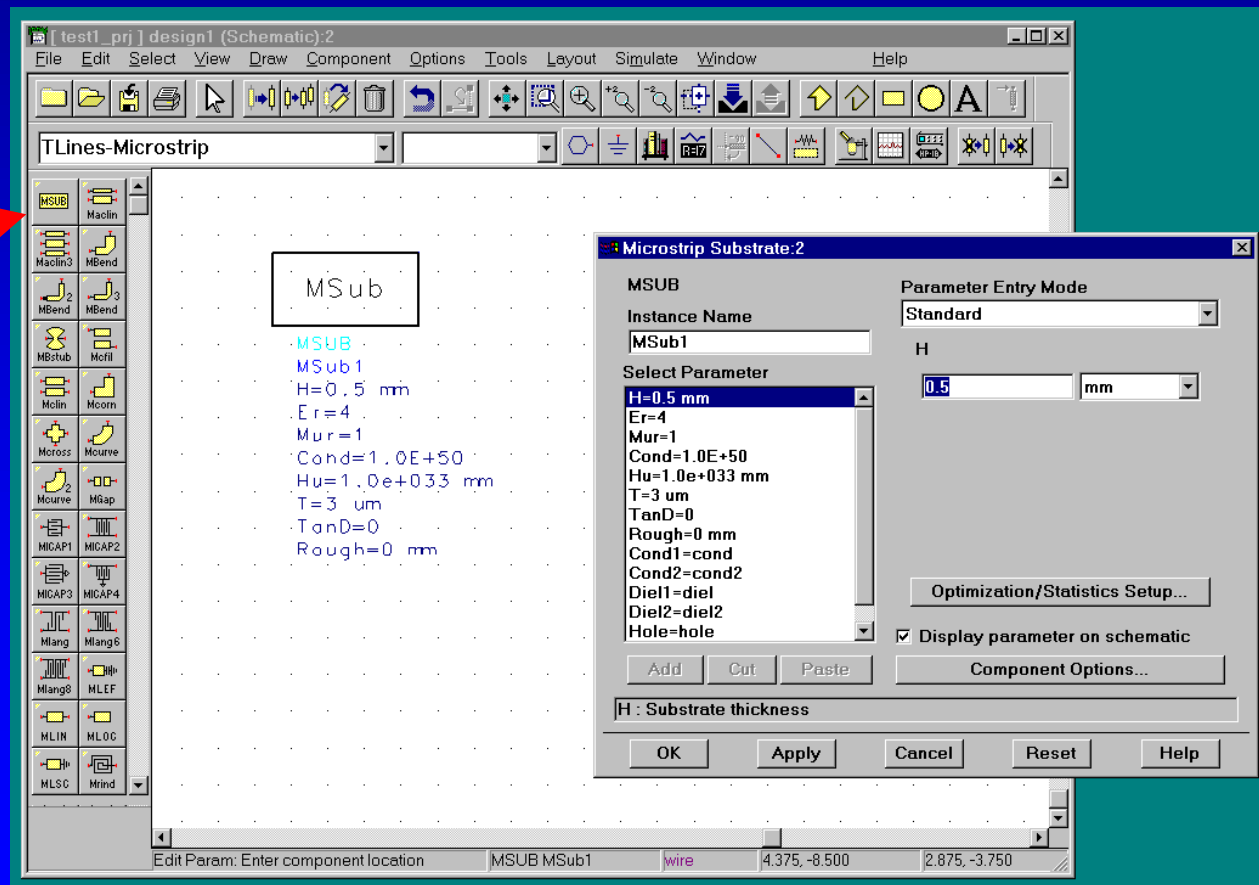 [ test1_prj ] design1 (Schematic):2
File Edit Select View Draw Component Options Tools Layout Simulate Window Help
+2 -2 A
TLines-Microstrip
MSUB Maclin
Maclin3 MBend
2 3
MBend MBend
MBstub Mcfil
Mclin Mcorn
Mcross Mcurve
2
Mcurve MGap
MICAP1 MICAP2
MICAP3 MICAP4
Mlang Mlang6
Mlang8 MLEF
MLIN MLOC
MLSC Mrind
MSub
MSUB
MSub1
H=0.5 mm
Er=4
Mur=1
Cond=1.0E+50
Hu=1.0e+033 mm
T=3 um
TanD=0
Rough=0 mm
Microstrip Substrate:2
MSUB
Instance Name
MSub1
Select Parameter
H=0.5 mm
Er=4
Mur=1
Cond=1.0E+50
Hu=1.0e+033 mm
T=3 um
TanD=0
Rough=0 mm
Cond1=cond
Cond2=cond2
Diel1=diel
Diel2=diel2
Hole=hole
Add Cut Paste
Parameter Entry Mode
Standard
H
0.5 mm
Optimization/Statistics Setup...
Display parameter on schematic
Component Options...
H : Substrate thickness
OK Apply Cancel Reset Help
Edit Param: Enter component location MSUB MSub1 wire 4.375, -8.500 2.875, -3.750